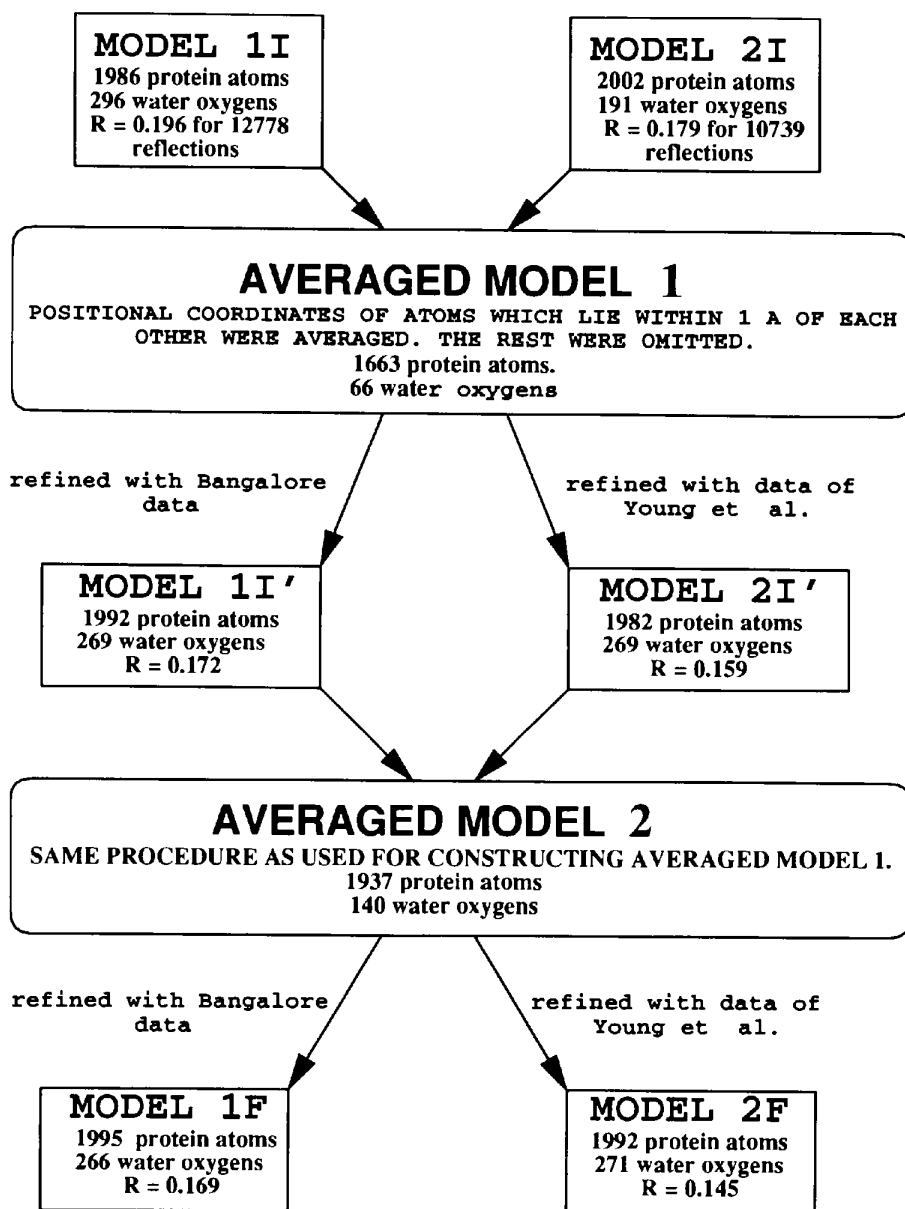 MODEL 1I
1986 protein atoms
296 water oxygens
R = 0.196 for 12778
reflections
MODEL 2I
2002 protein atoms
191 water oxygens
R = 0.179 for 10739
reflections
AVERAGED MODEL 1
POSITIONAL COORDINATES OF ATOMS WHICH LIE WITHIN 1 A OF EACH
OTHER WERE AVERAGED. THE REST WERE OMITTED.
1663 protein atoms.
66 water oxygens
refined with Bangalore
data
refined with data of
Young et al.
MODEL 1I'
1992 protein atoms
269 water oxygens
R = 0.172
MODEL 2I'
1982 protein atoms
269 water oxygens
R = 0.159
AVERAGED MODEL 2
SAME PROCEDURE AS USED FOR CONSTRUCTING AVERAGED MODEL 1.
1937 protein atoms
140 water oxygens
refined with Bangalore
data
refined with data of
Young et al.
MODEL 1F
1995 protein atoms
266 water oxygens
R = 0.169
MODEL 2F
1992 protein atoms
271 water oxygens
R = 0.145